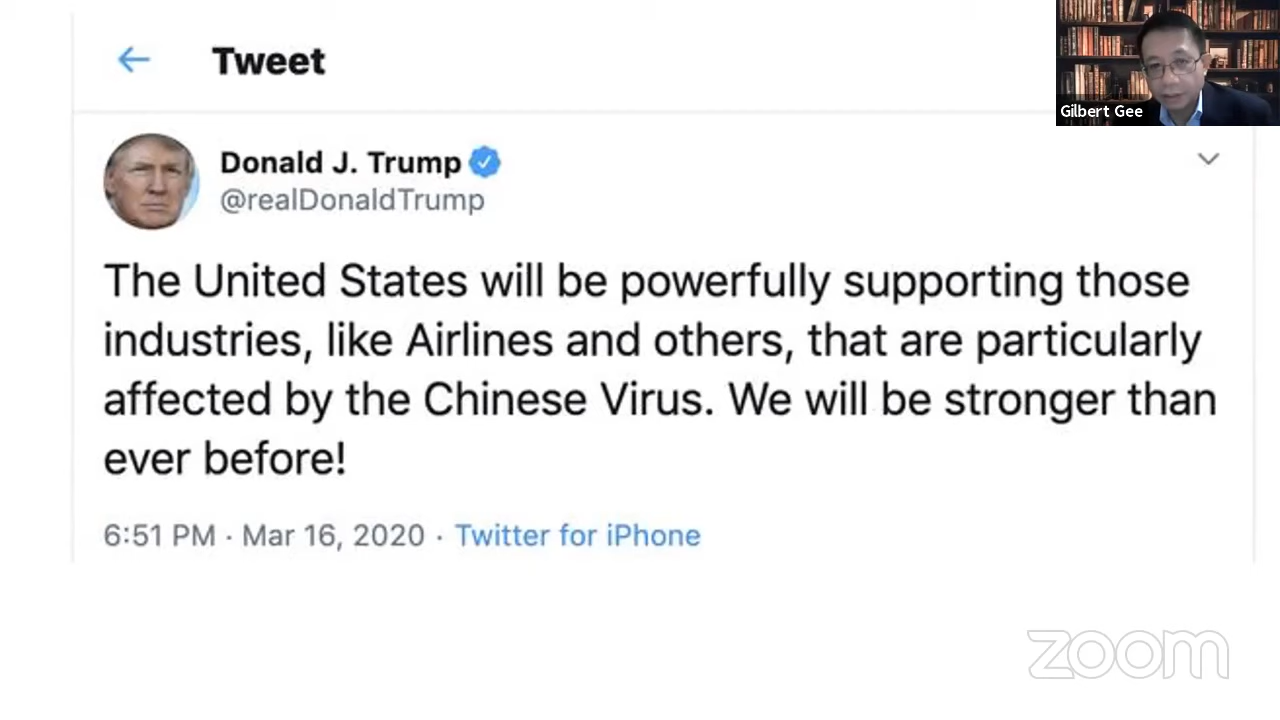 Tweet
Gilbert Gee
Donald J. Trump
@realDonaldTrump
The United States will be powerfully supporting those
industries, like Airlines and others, that are particularly
affected by the Chinese Virus. We will be stronger than
ever before!
6:51 PM · Mar 16, 2020 · Twitter for iPhone
zoom